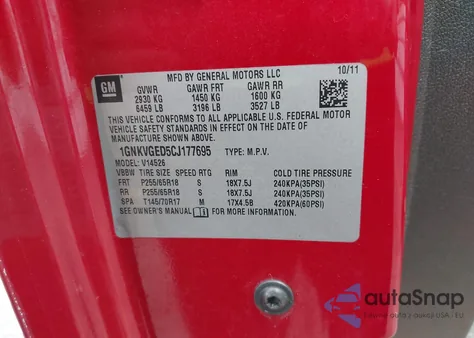 MFD BY GENERAL MOTORS LLC
10/11
GM
GVWR GAWR FRT GAWR RR
2930 KG 1450 KG 1600 KG
6459 LB 3196 LB 3527 LB
THIS VEHICLE CONFORMS TO ALL APPLICABLE U.S. FEDERAL MOTOR
VEHICLE SAFETY, BUMPER, AND THEFT PREVENTION
STANDARDS IN EFFECT ON THE DATE OF
MANUFACTURE SHOWN ABOVE.
1GNKVGED5CJ177695 TYPE: M.P.V.
MODEL: V14526
VBBW TIRE SIZE SPEED RTG RIM COLD TIRE PRESSURE
FRT P255/65R18 S 18X7.5J 240KPA(35PSI)
RR P255/65R18 S 18X7.5J 240KPA(35PSI)
SPA T145/70R17 M 17X4.5B 420KPA(60PSI)
SEE OWNER'S MANUAL FOR MORE INFORMATION.
autoSnap